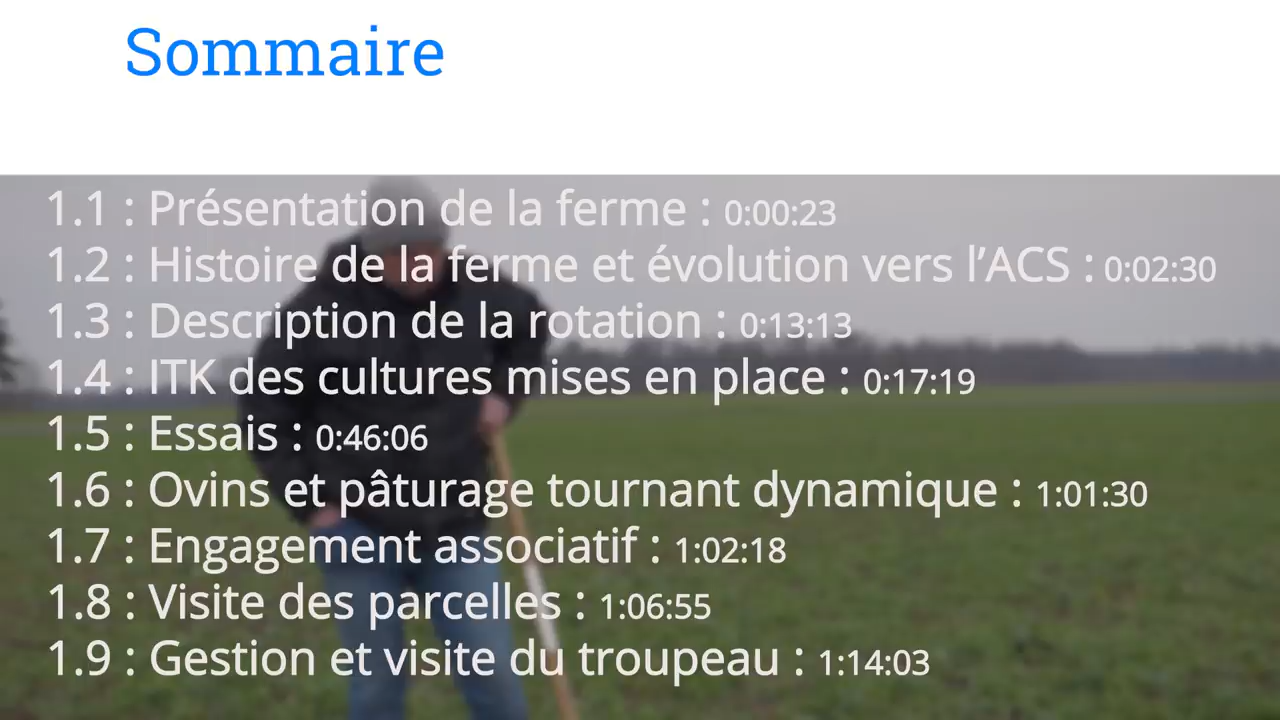 Sommaire
1.1 : Présentation de la ferme : 0:00:23
1.2 : Histoire de la ferme et évolution vers l’ACS : 0:02:30
1.3 : Description de la rotation : 0:13:13
1.4 : ITK des cultures mises en place : 0:17:19
1.5 : Essais : 0:46:06
1.6 : Ovins et pâturage tournant dynamique : 1:01:30
1.7 : Engagement associatif : 1:02:18
1.8 : Visite des parcelles : 1:06:55
1.9 : Gestion et visite du troupeau : 1:14:03